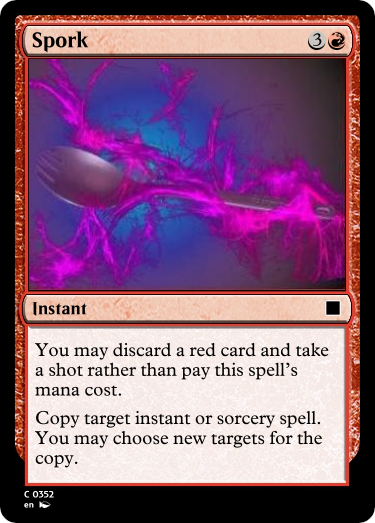 Spork 3
Instant
You may discard a red card and take
a shot rather than pay this spell's
mana cost.
Copy target instant or sorcery spell.
You may choose new targets for the
copy.
C 0352
en